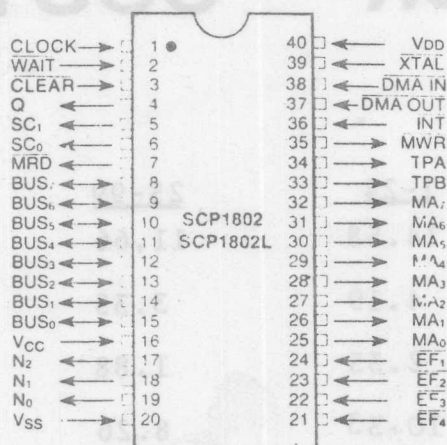 CLOCK 1 40 VDD
WAIT 2 39 XTAL
CLEAR 3 38 DMA IN
Q 4 37 DMA OUT
SC₁ 5 36 INT
SC₀ 6 35 MWR
MRD 7 34 TPA
BUS₇ 8 33 TPB
BUS₆ 9 32 MA₇
BUS₅ 10 SCP1802 31 MA₆
BUS₄ 11 SCP1802L 30 MA₅
BUS₃ 12 29 MA₄
BUS₂ 13 28 MA₃
BUS₁ 14 27 MA₂
BUS₀ 15 26 MA₁
VCC 16 25 MA₀
N₂ 17 24 EF₁
N₁ 18 23 EF₂
N₀ 19 22 EF₃
VSS 20 21